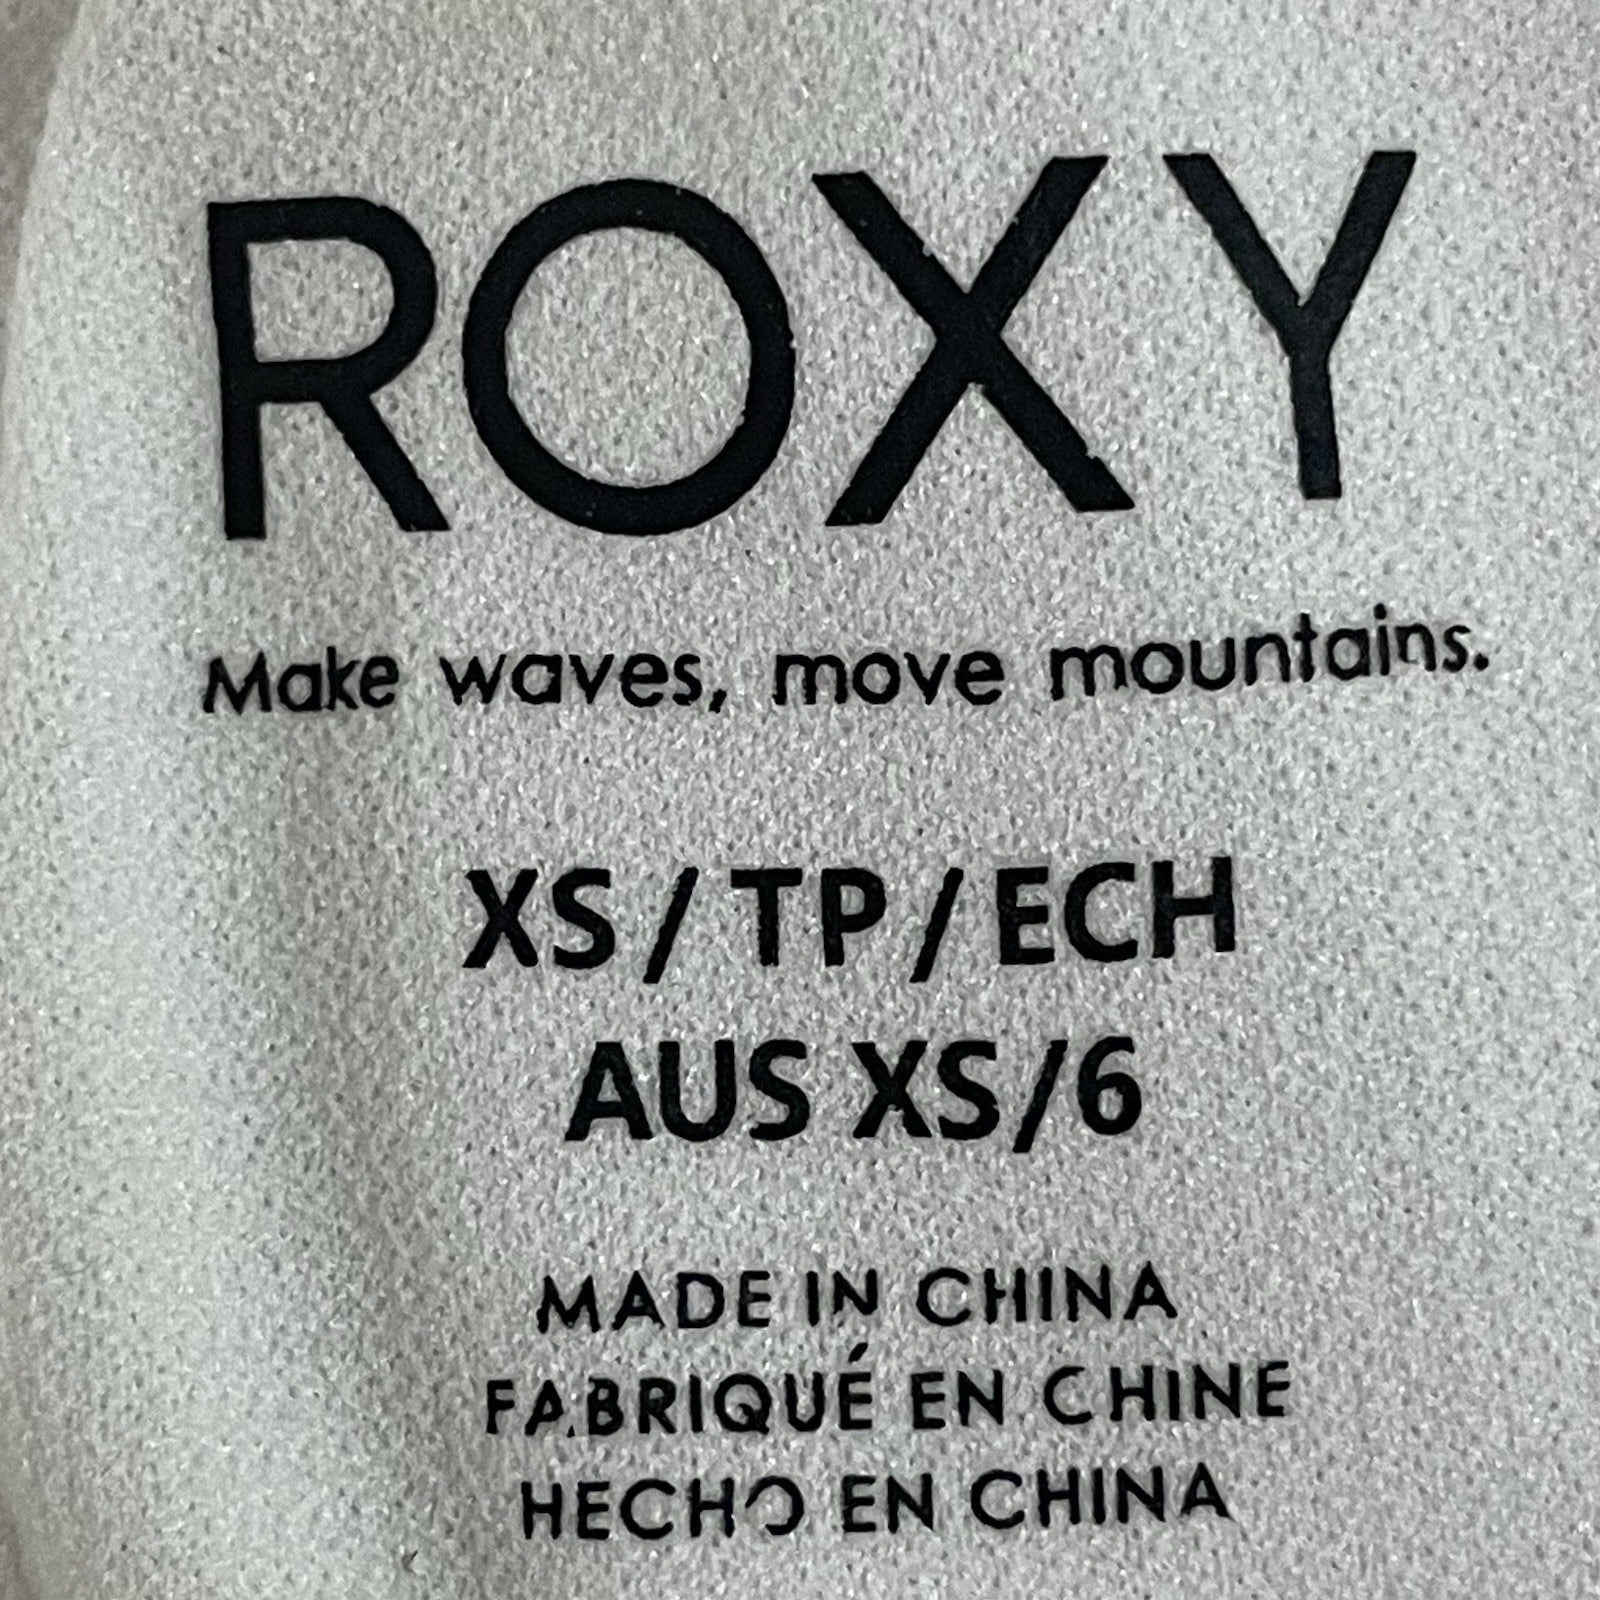 ROXY
Make waves, move mountains.
XS/TP/ECH
AUS XS/6
MADE IN CHINA
FABRIQUÉ EN CHINE
HECHO EN CHINA